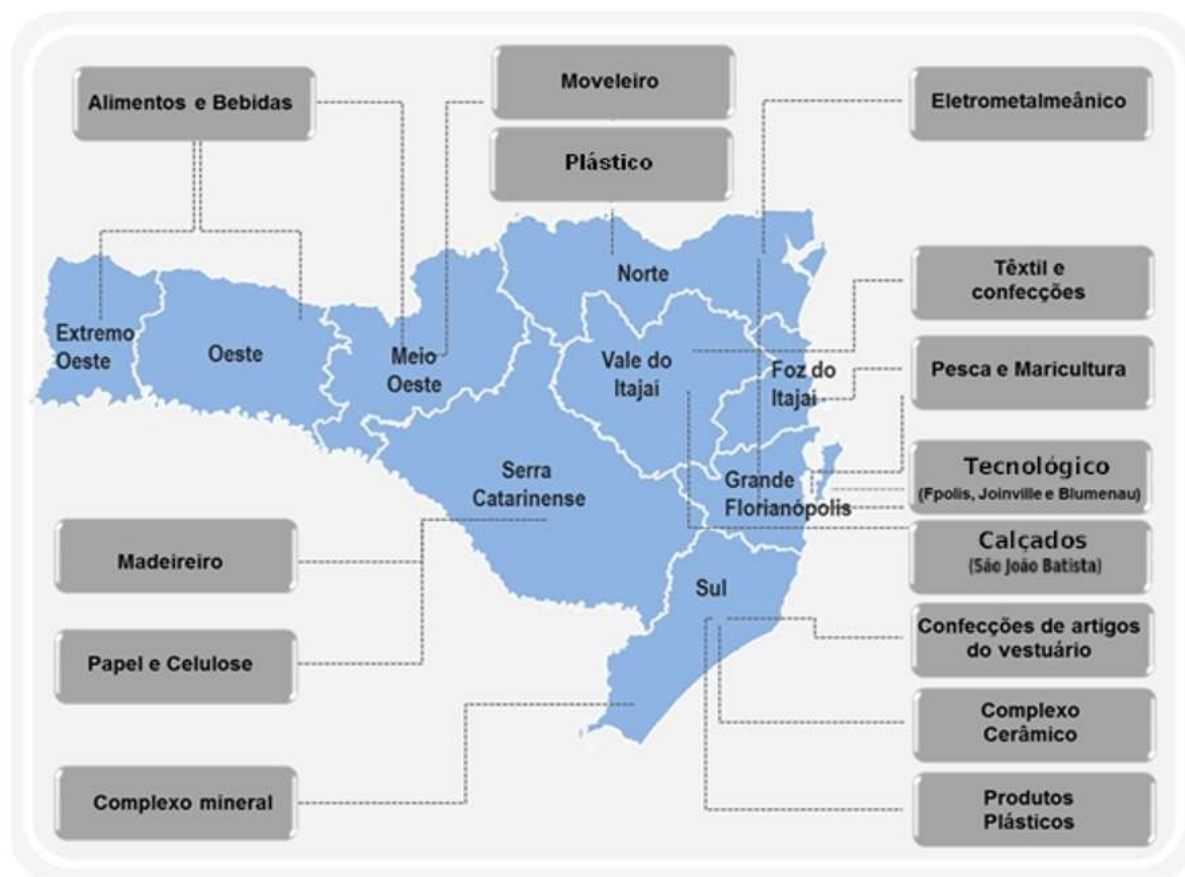 Alimentos e Bebidas
Moveleiro
Plástico
Eletrometalmeânico
Têxtil e
confecções
Pesca e Maricultura
Tecnológico
(Fpolis, Joinville e Blumenau)
Calçados
(São João Batista)
Confecções de artigos
do vestuário
Complexo
Cerâmico
Produtos
Plásticos
Madeireiro
Papel e Celulose
Complexo mineral
Extremo
Oeste
Oeste
Meio
Oeste
Norte
Vale do
Itajaí
Foz do
Itajaí
Serra
Catarinense
Grande
Florianópolis
Sul